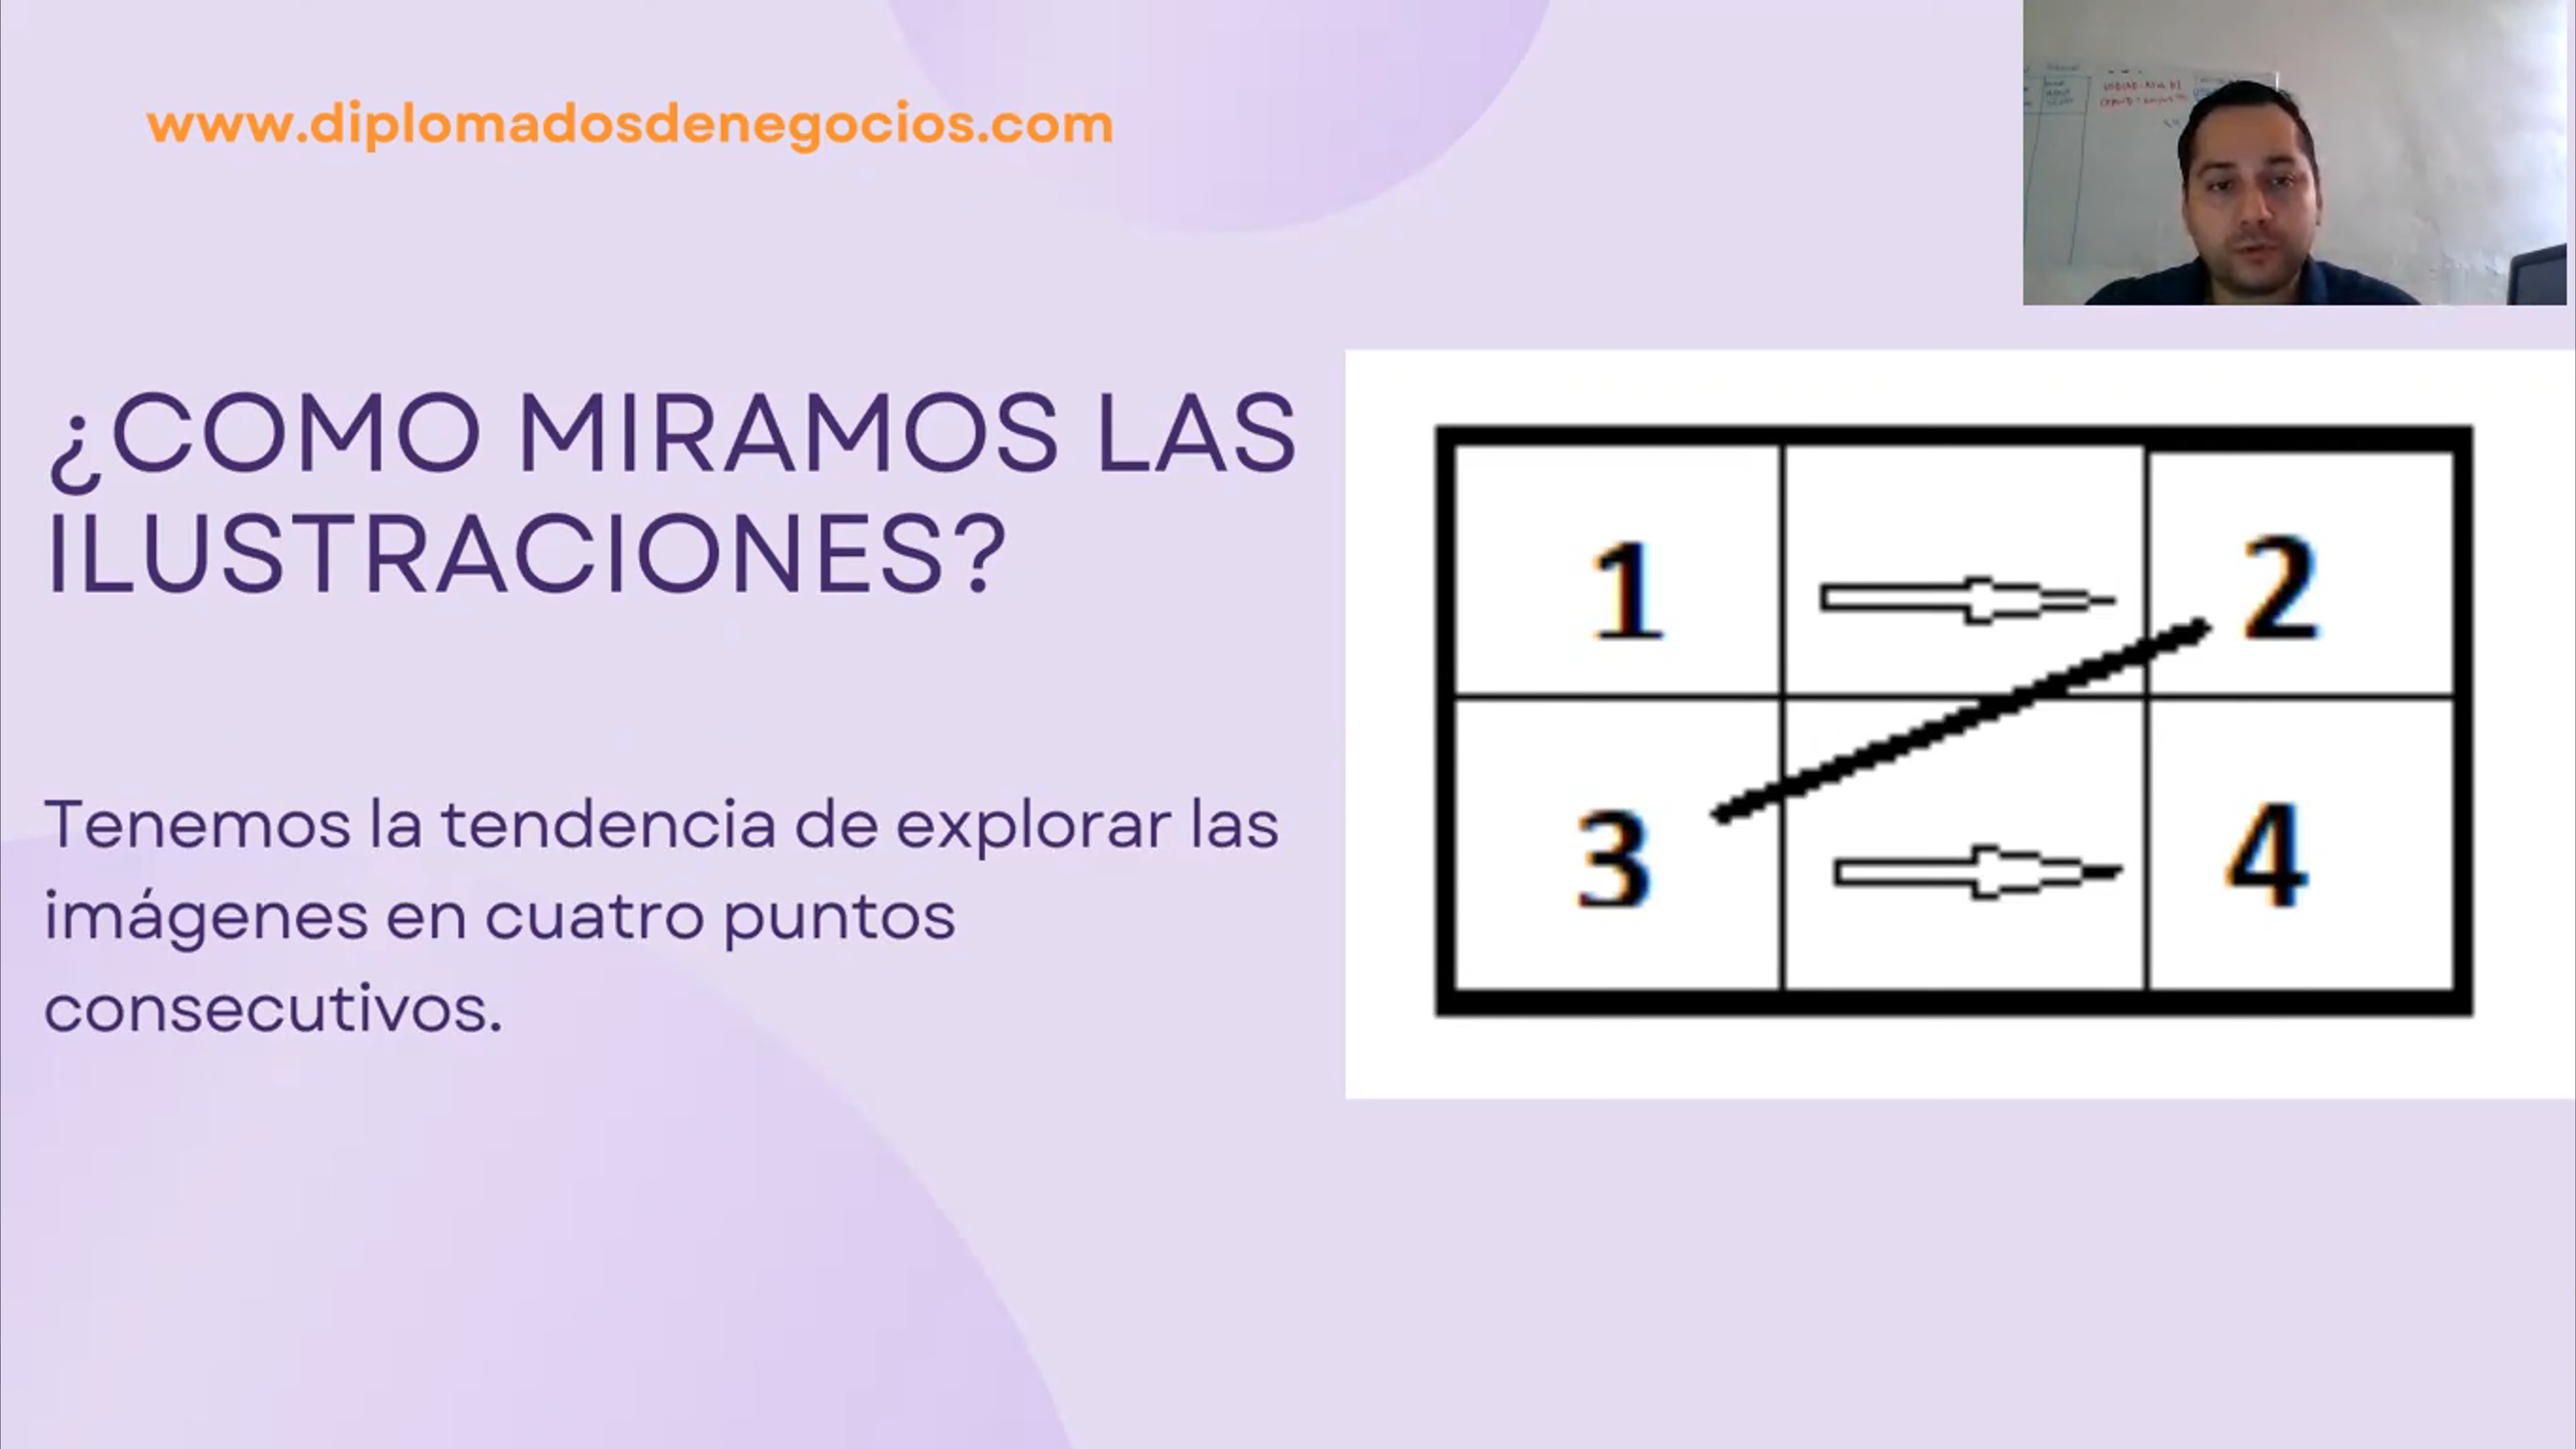 www.diplomadosdenegocios.com
¿COMO MIRAMOS LAS
ILUSTRACIONES?
Tenemos la tendencia de explorar las
imágenes en cuatro puntos
consecutivos.
1 2
3 4